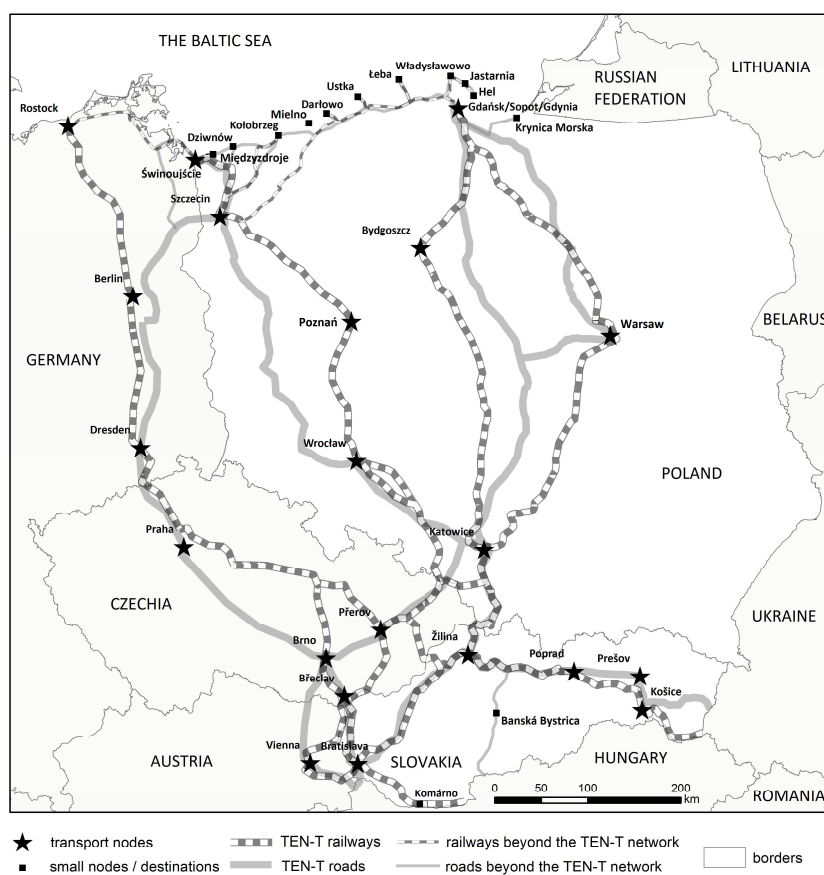 THE BALTIC SEA
LITHUANIA
RUSSIAN
FEDERATION
Rostock
Łeba
Władysławowo
Jastarnia
Hel
Ustka
Darłowo
Mielno
Kołobrzeg
Dziwnów
Międzyzdroje
Świnoujście
Gdańsk/Sopot/Gdynia
Krynica Morska
Szczecin
Bydgoszcz
Berlin
Poznań
Warsaw
BELARUS
GERMANY
Dresden
Wrocław
POLAND
Praha
Katowice
CZECHIA
UKRAINE
Přerov
Brno
Žilina
Poprad
Prešov
Břeclav
Košice
Banská Bystrica
Vienna
Bratislava
AUSTRIA
SLOVAKIA
HUNGARY
Komárno
0 50 100 200
km
ROMANIA
transport nodes
TEN-T railways
railways beyond the TEN-T network
borders
small nodes / destinations
TEN-T roads
roads beyond the TEN-T network